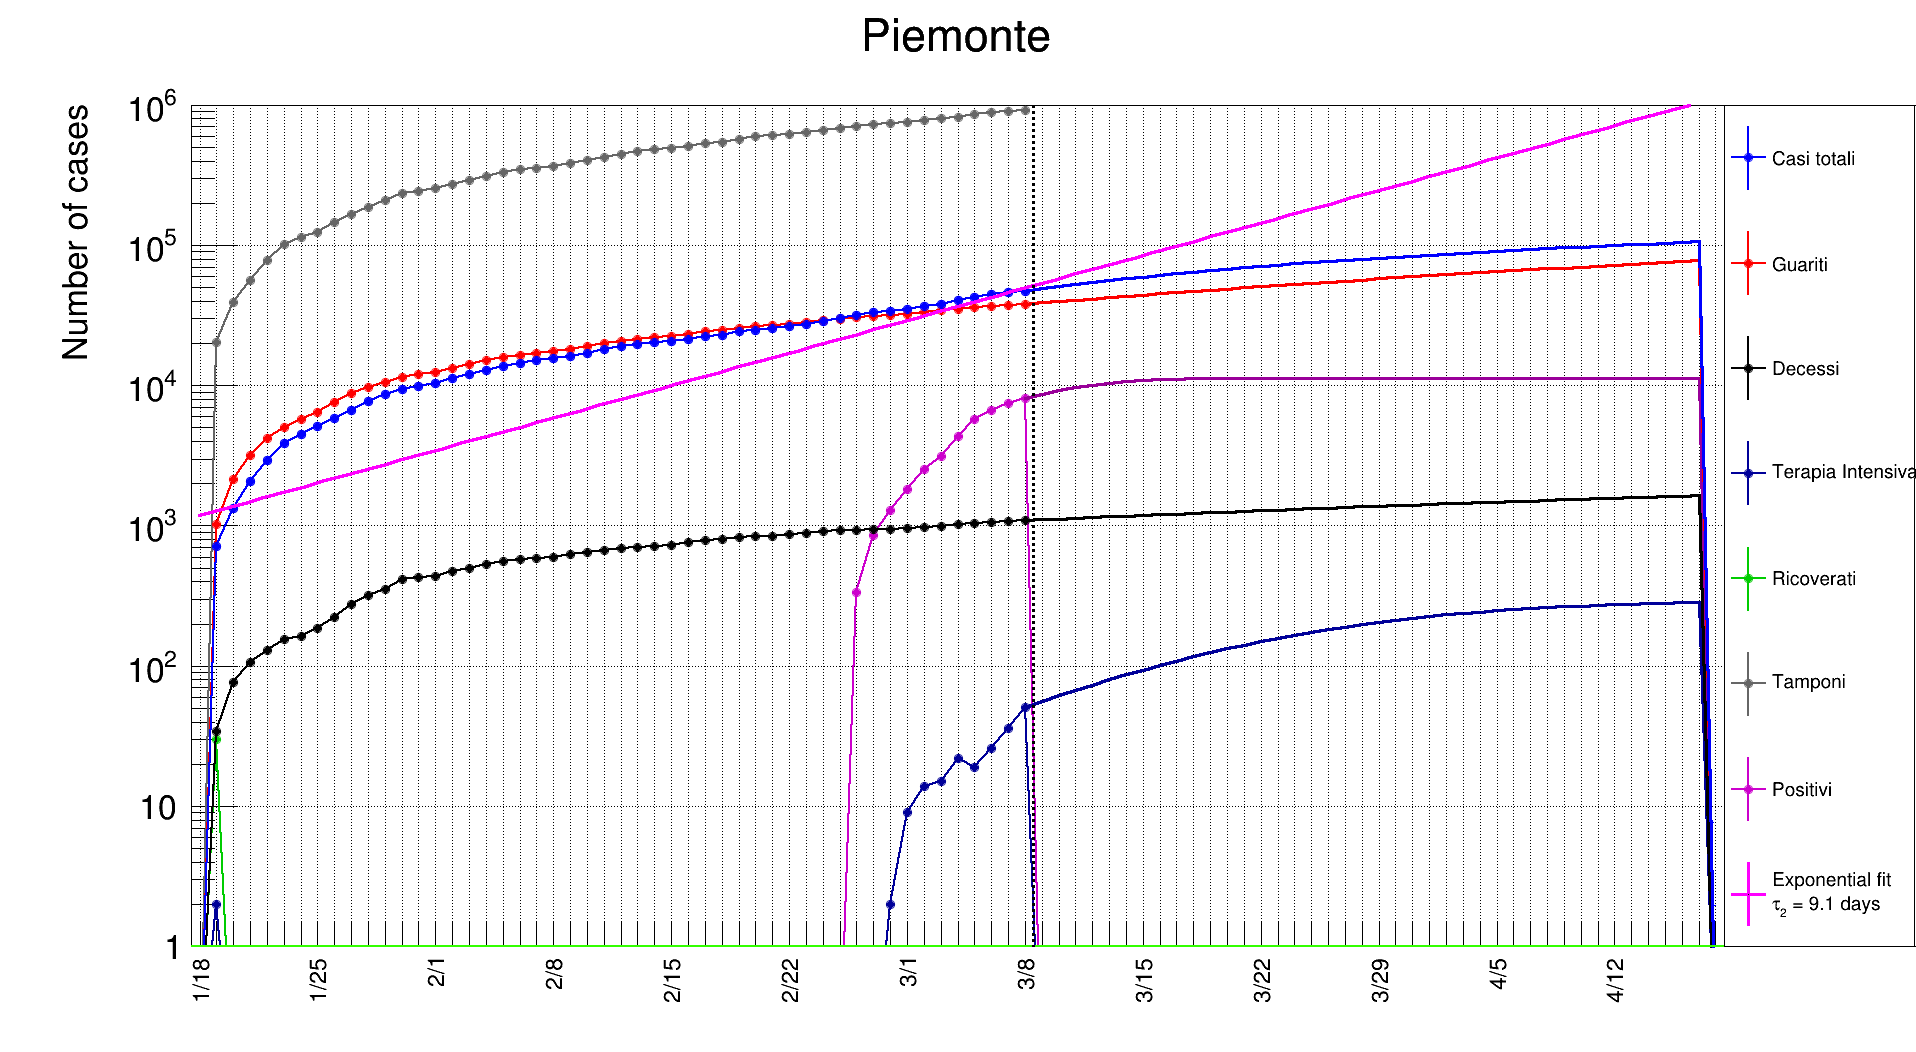 Piemonte
Number of cases
10^6
10^5
10^4
10^3
10^2
10
1
1/18
1/25
2/1
2/8
2/15
2/22
3/1
3/8
3/15
3/22
3/29
4/5
4/12
Casi totali
Guariti
Decessi
Terapia Intensiva
Ricoverati
Tamponi
Positivi
Exponential fit
τ₂ = 9.1 days